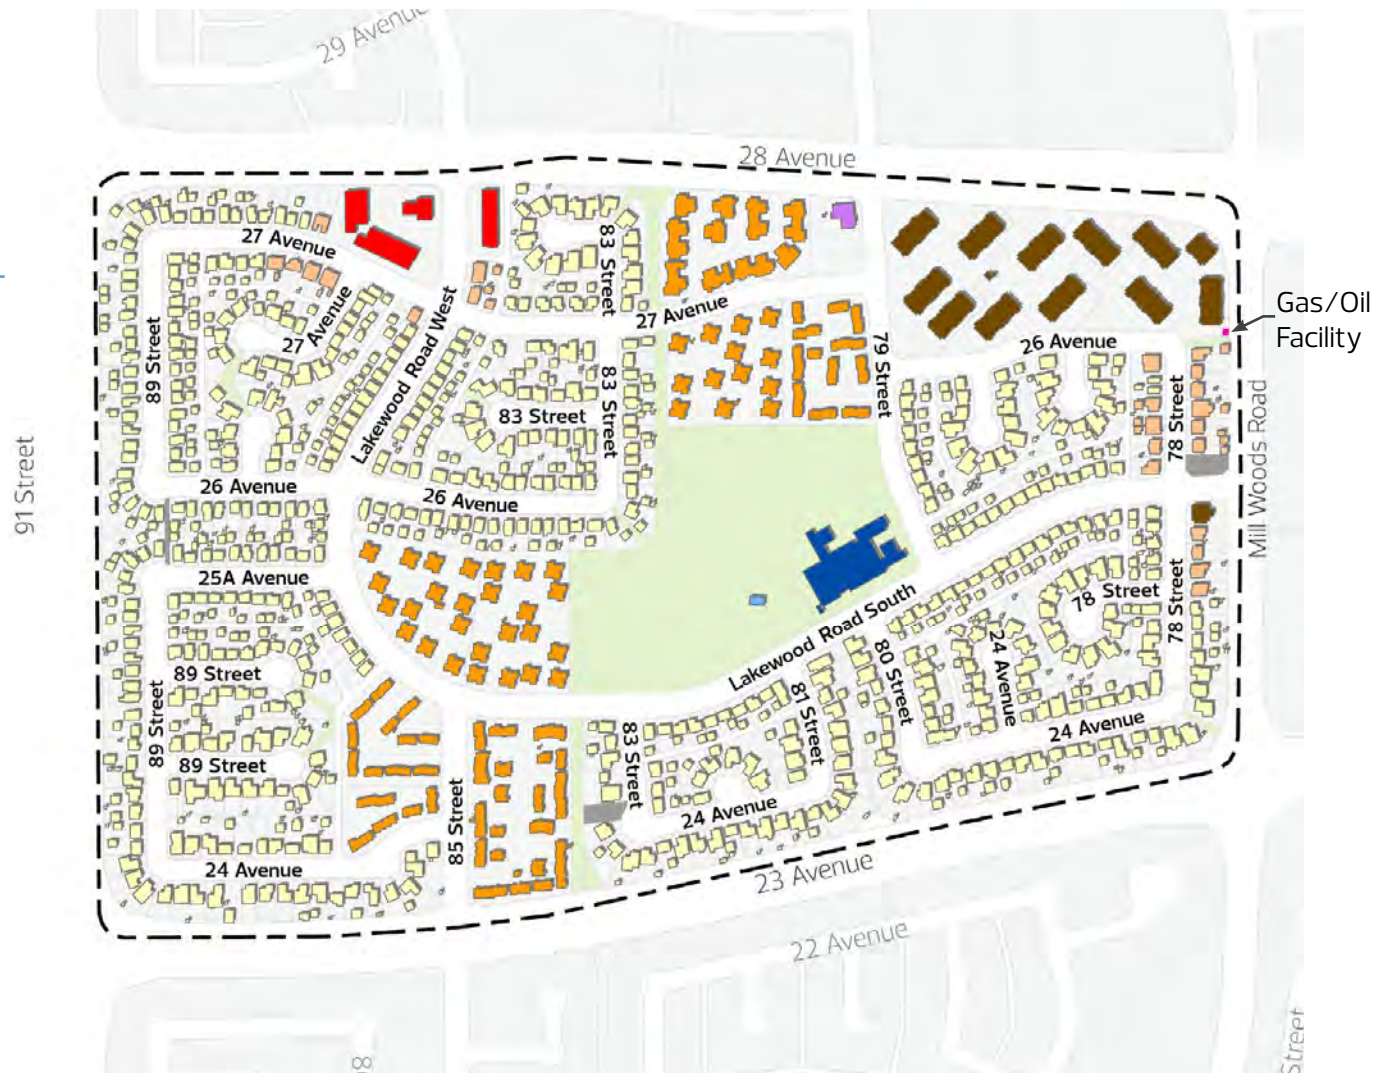 29 Avenue
28 Avenue
27 Avenue
83 Street
27 Avenue
Gas/Oil
Facility
27 Avenue
89 Street
Lakewood Road West
79 Street
26 Avenue
83 Street
83 Street
78 Street
Mill Woods Road
91 Street
26 Avenue
26 Avenue
25A Avenue
78 Street
78 Street
Lakewood Road South
89 Street
24 Avenue
80 Street
81 Street
89 Street
24 Avenue
83 Street
89 Street
24 Avenue
85 Street
24 Avenue
23 Avenue
22 Avenue
Street
8